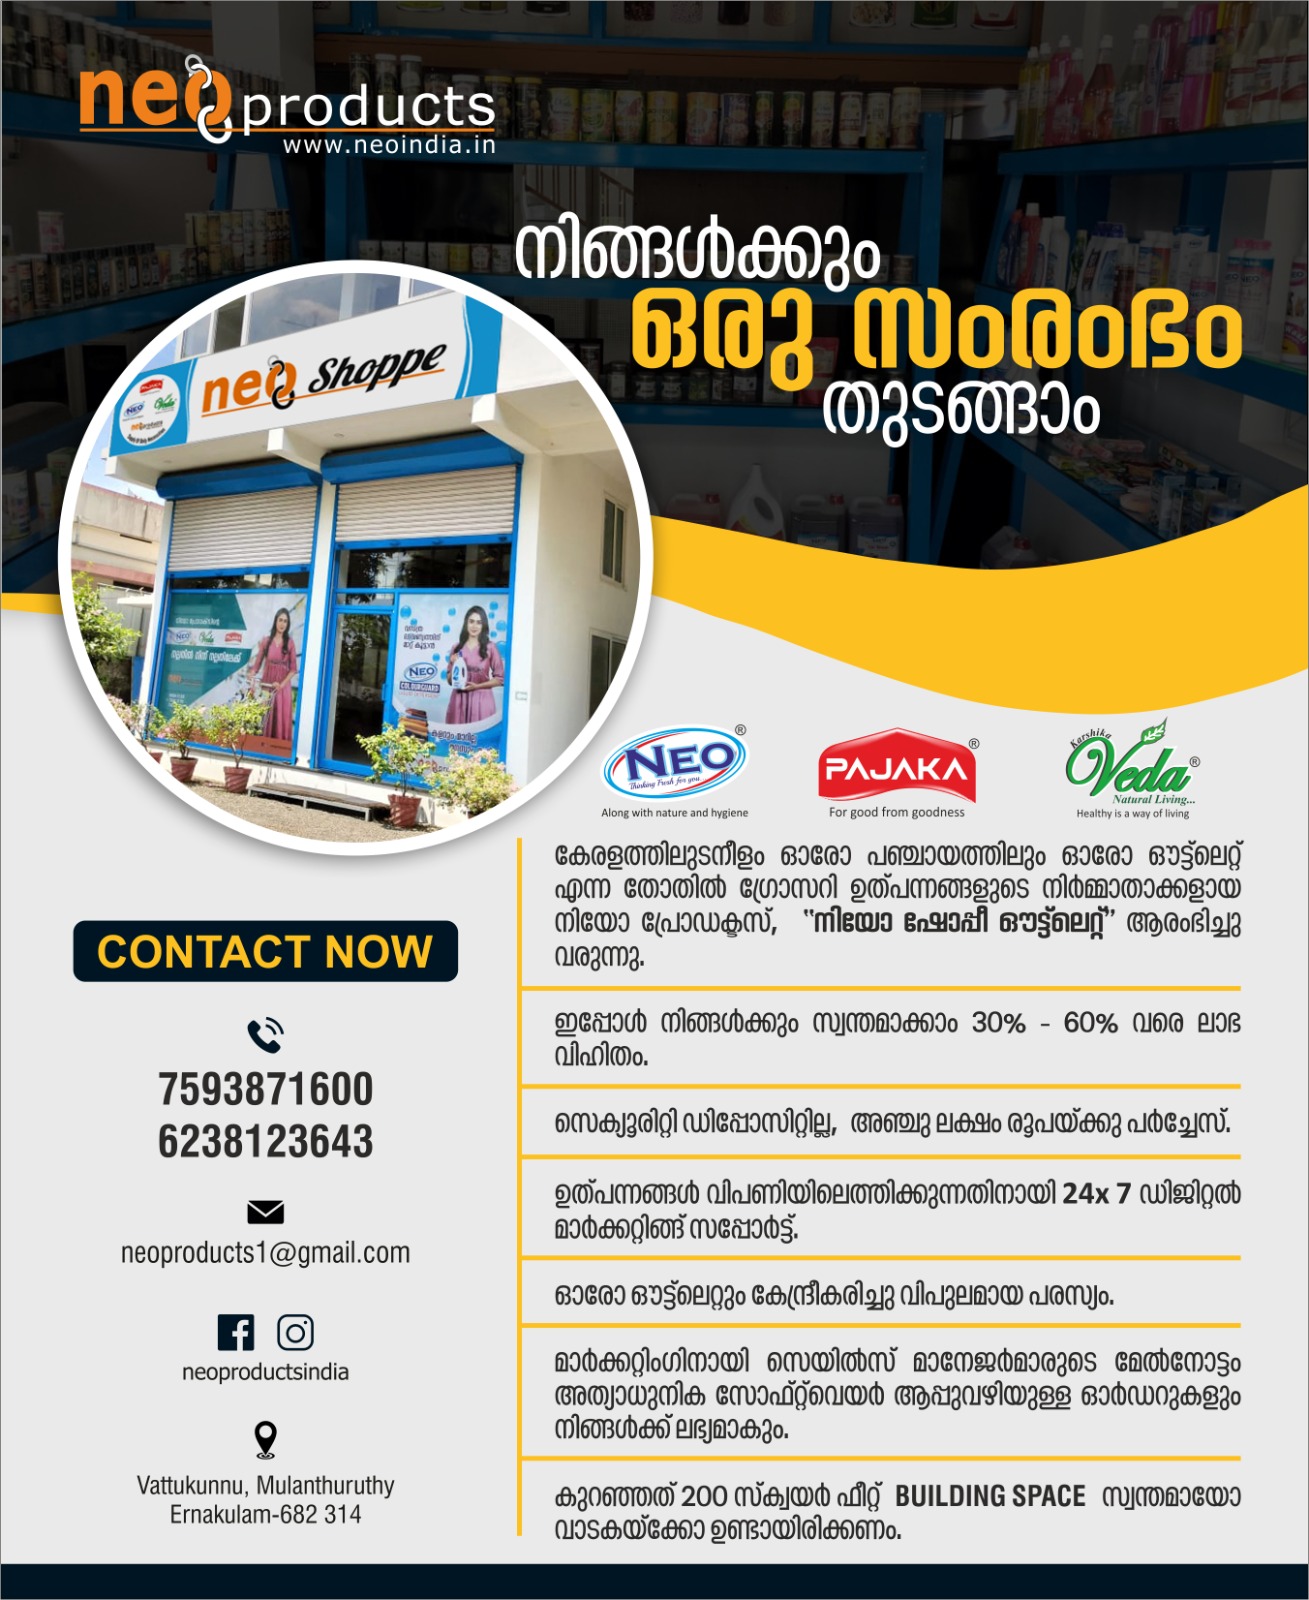 neo products
www.neoindia.in
നിങ്ങൾക്കും
ഒരു സംരംഭം
തുടങ്ങാം
neo Shoppe
PAJAKA
NEO
Veda
NEO
COLOURGUARD
NEO®
Thinking Fresh for you...
Along with nature and hygiene
PAJAKA®
For good from goodness
Karshika
Veda®
Natural Living...
Healthy is a way of living
കേരളത്തിലുടനീളം ഓരോ പഞ്ചായത്തിലും ഓരോ ഔട്ട്ലെറ്റ്
എന്ന തോതിൽ ഗ്രോസറി ഉത്പന്നങ്ങളുടെ നിർമ്മാതാക്കളായ
നിയോ പ്രോഡക്ടസ്, "നിയോ ഷോപ്പീ ഔട്ട്ലെറ്റ്" ആരംഭിച്ചു
വരുന്നു.
ഇപ്പോൾ നിങ്ങൾക്കും സ്വന്തമാക്കാം 30% - 60% വരെ ലാഭ
വിഹിതം.
സെക്യൂരിറ്റി ഡിപ്പോസിറ്റില്ല, അഞ്ചു ലക്ഷം രൂപയ്ക്കു പർച്ചേസ്.
ഉത്പന്നങ്ങൾ വിപണിയിലെത്തിക്കുന്നതിനായി 24x 7 ഡിജിറ്റൽ
മാർക്കറ്റിങ്ങ് സപ്പോർട്ട്.
ഓരോ ഔട്ട്ലെറ്റും കേന്ദ്രീകരിച്ചു വിപുലമായ പരസ്യം.
മാർക്കറ്റിംഗിനായി സെയിൽസ് മാനേജർമാരുടെ മേൽനോട്ടം
അത്യാധുനിക സോഫ്റ്റ്‌വെയർ ആപ്പുവഴിയുള്ള ഓർഡറുകളും
നിങ്ങൾക്ക് ലഭ്യമാകും.
കുറഞ്ഞത് 200 സ്ക്വയർ ഫീറ്റ് BUILDING SPACE സ്വന്തമായോ
വാടകയ്ക്കോ ഉണ്ടായിരിക്കണം.
CONTACT NOW
7593871600
6238123643
neoproducts1@gmail.com
neoproductsindia
Vattukunnu, Mulanthuruthy
Ernakulam-682 314